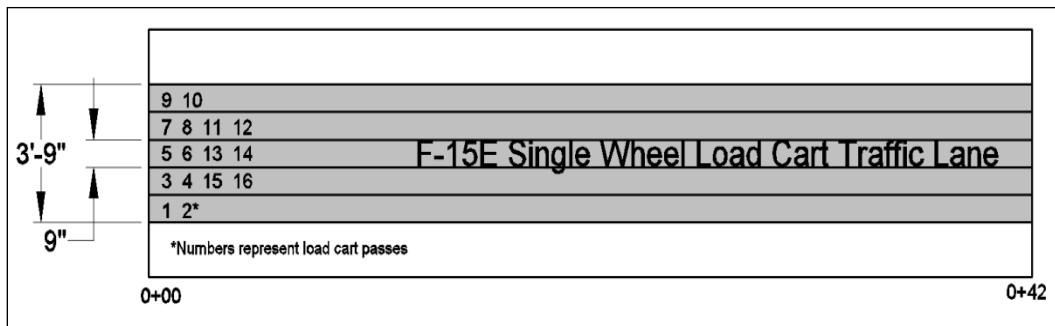 9 10
7 8 11 12
3'-9"
5 6 13 14
F-15E Single Wheel Load Cart Traffic Lane
3 4 15 16
1 2*
9"
*Numbers represent load cart passes
0+00
0+42